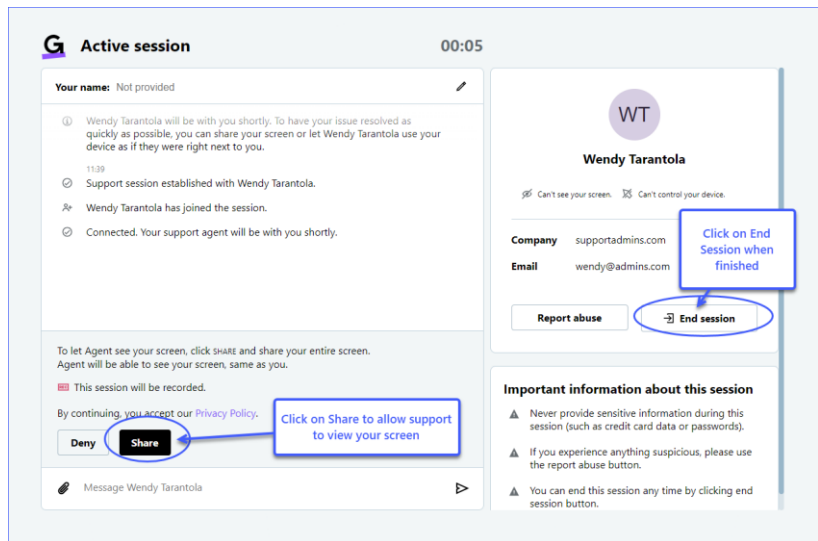 G Active session 00:05
Your name: Not provided
Wendy Tarantola will be with you shortly. To have your issue resolved as
quickly as possible, you can share your screen or let Wendy Tarantola use your
device as if they were right next to you.
11:39
Support session established with Wendy Tarantola.
Wendy Tarantola has joined the session.
Connected. Your support agent will be with you shortly.
To let Agent see your screen, click SHARE and share your entire screen.
Agent will be able to see your screen, same as you.
REC This session will be recorded.
By continuing, you accept our Privacy Policy.
Deny Share
Click on Share to allow support
to view your screen
Message Wendy Tarantola
WT
Wendy Tarantola
Can't see your screen. Can't control your device.
Company supportadmins.com
Email wendy@admins.com
Click on End
Session when
finished
Report abuse End session
Important information about this session
Never provide sensitive information during this
session (such as credit card data or passwords).
If you experience anything suspicious, please use
the report abuse button.
You can end this session any time by clicking end
session button.